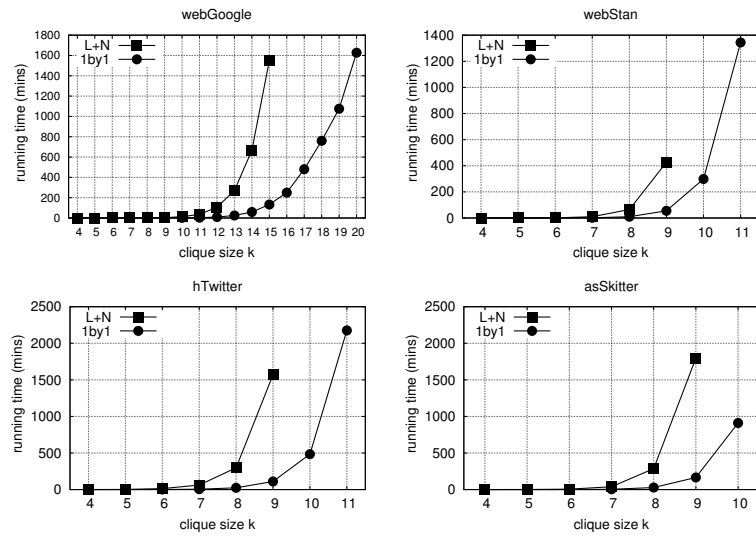 webGoogle
1800
1600
1400
1200
1000
800
600
400
200
0
4 5 6 7 8 9 10 11 12 13 14 15 16 17 18 19 20
running time (mins)
clique size k
L+N
1by1
webStan
1400
1200
1000
800
600
400
200
0
4 5 6 7 8 9 10 11
running time (mins)
clique size k
L+N
1by1
hTwitter
2500
2000
1500
1000
500
0
4 5 6 7 8 9 10 11
running time (mins)
clique size k
L+N
1by1
asSkitter
2500
2000
1500
1000
500
0
4 5 6 7 8 9 10
running time (mins)
clique size k
L+N
1by1